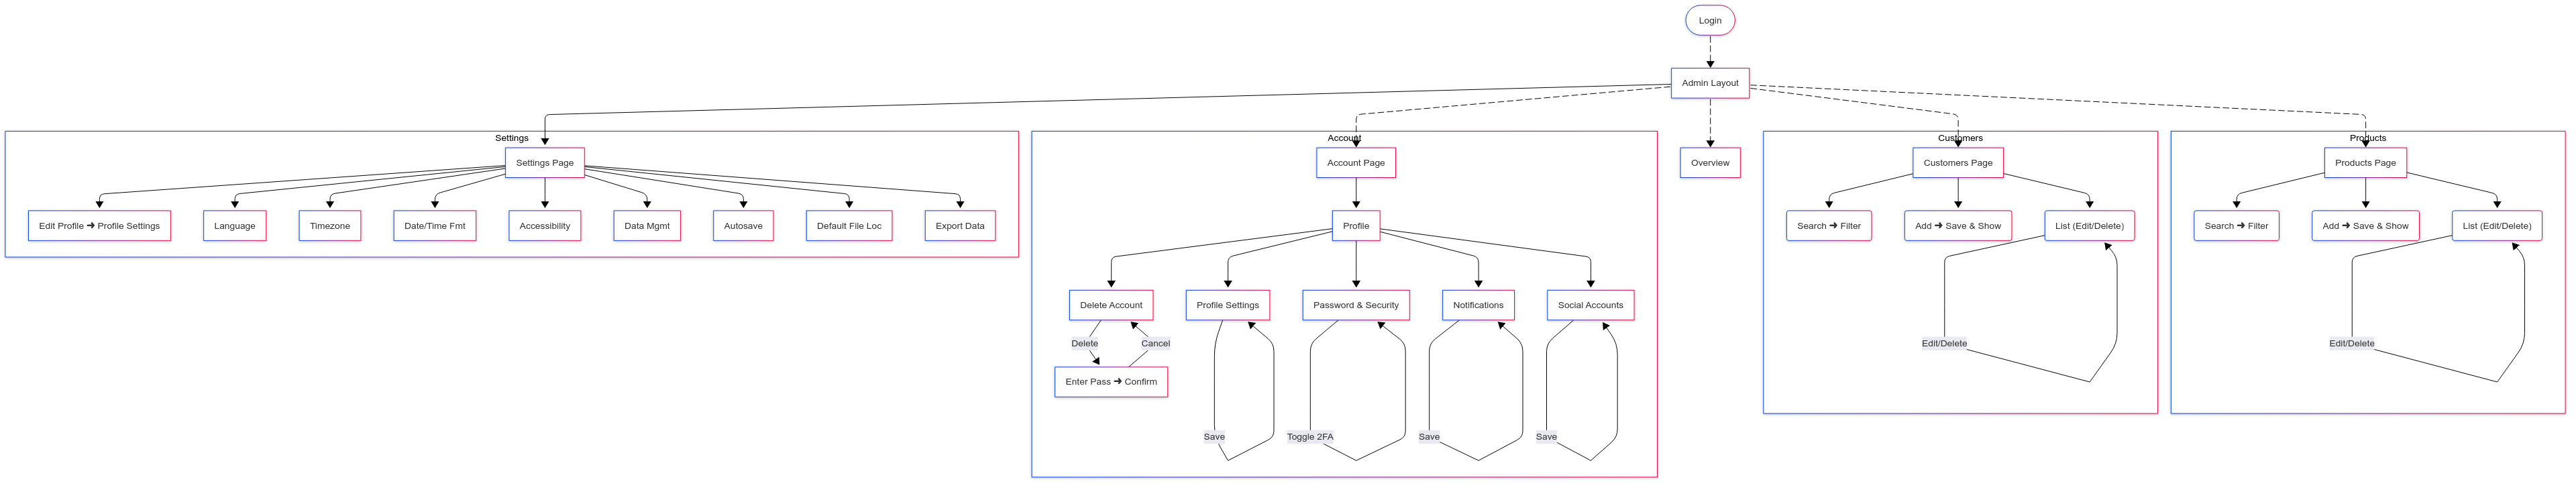 Login
Admin Layout
Settings
Account
Customers
Products
Settings Page
Account Page
Overview
Customers Page
Products Page
Edit Profile ➜ Profile Settings
Language
Timezone
Date/Time Fmt
Accessibility
Data Mgmt
Autosave
Default File Loc
Export Data
Profile
Search ➜ Filter
Add ➜ Save & Show
List (Edit/Delete)
Search ➜ Filter
Add ➜ Save & Show
List (Edit/Delete)
Delete Account
Profile Settings
Password & Security
Notifications
Social Accounts
Delete
Cancel
Edit/Delete
Edit/Delete
Enter Pass ➜ Confirm
Save
Toggle 2FA
Save
Save